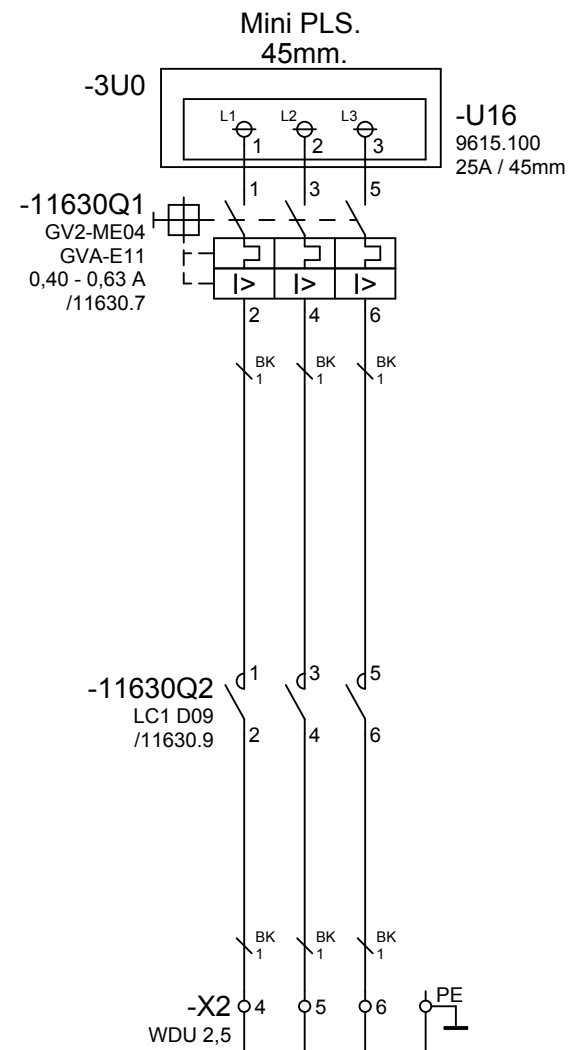 Mini PLS.
45mm.
-3U0
L1 L2 L3
1 2 3
-U16
9615.100
25A / 45mm
1 3 5
-11630Q1
GV2-ME04
GVA-E11
0,40 - 0,63 A
/11630.7
I> I> I>
2 4 6
BK BK BK
1 1 1
1 3 5
-11630Q2
LC1 D09
/11630.9
2 4 6
BK BK BK
1 1 1
-X2 4 5 6 PE
WDU 2,5